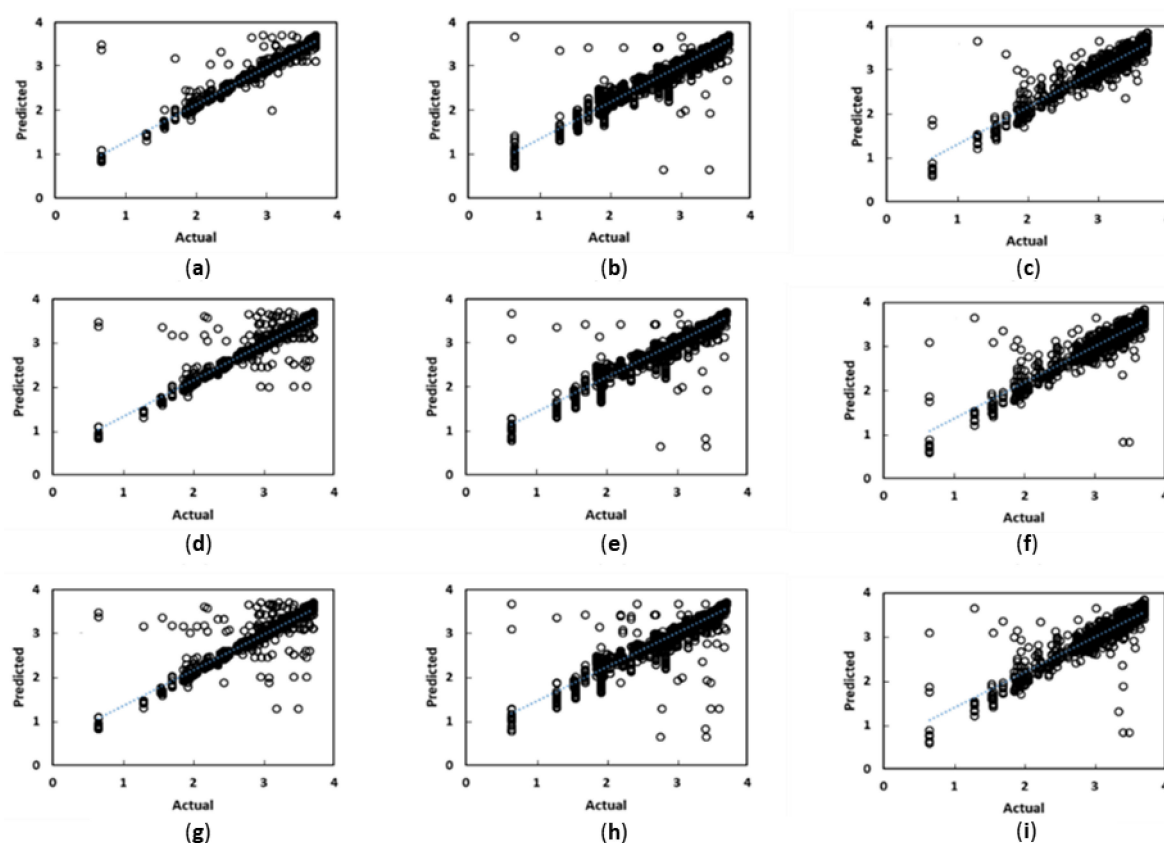 4 4 4
3 3 3
Predicted Predicted Predicted
2 2 2
1 1 1
0 0 0
0 1 2 3 4 0 1 2 3 4 0 1 2 3 4
Actual Actual Actual
(a) (b) (c)
4 4 4
3 3 3
Predicted Predicted Predicted
2 2 2
1 1 1
0 0 0
0 1 2 3 4 0 1 2 3 4 0 1 2 3 4
Actual Actual Actual
(d) (e) (f)
4 4 4
3 3 3
Predicted Predicted Predicted
2 2 2
1 1 1
0 0 0
0 1 2 3 4 0 1 2 3 4 0 1 2 3 4
Actual Actual Actual
(g) (h) (i)